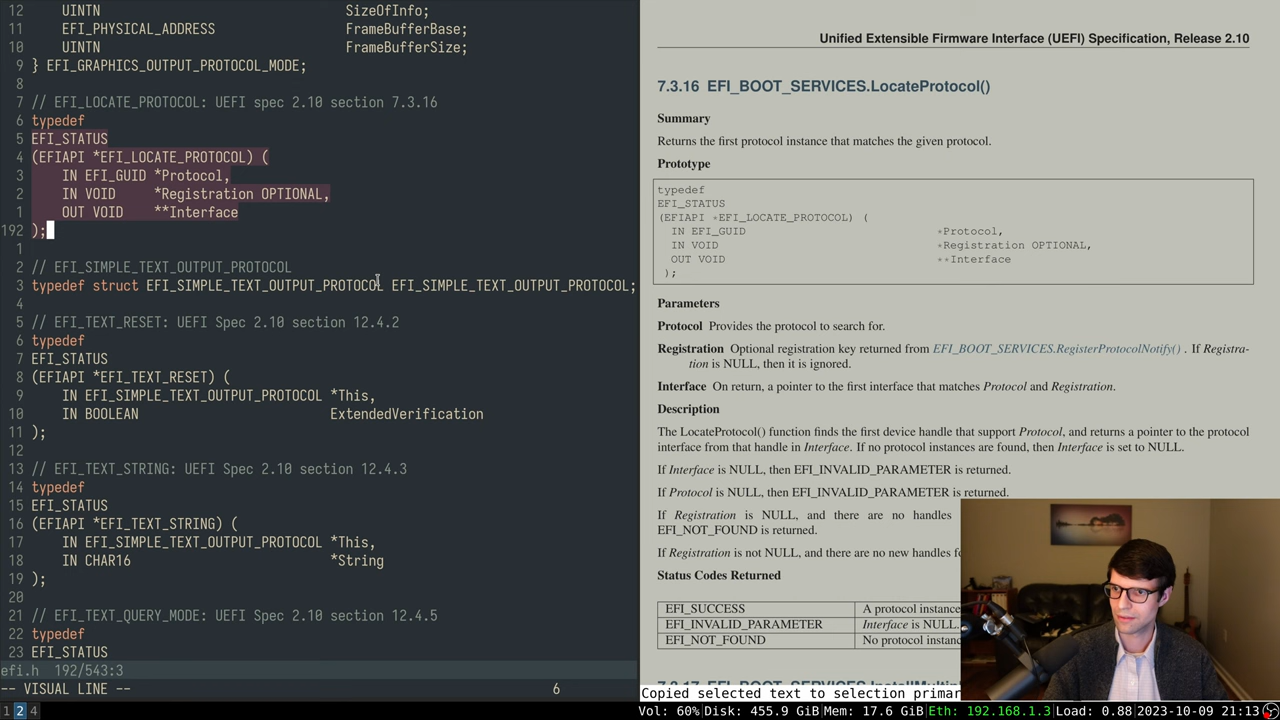 12     UINTN                SizeOfInfo;
11     EFI_PHYSICAL_ADDRESS                FrameBufferBase;
10     UINTN                FrameBufferSize;
9 } EFI_GRAPHICS_OUTPUT_PROTOCOL_MODE;
8
7 // EFI_LOCATE_PROTOCOL: UEFI spec 2.10 section 7.3.16
6 typedef
5 EFI_STATUS
4 (EFIAPI *EFI_LOCATE_PROTOCOL) (
3     IN EFI_GUID *Protocol,
2     IN VOID     *Registration OPTIONAL,
1     OUT VOID    **Interface
192 );
1
2 // EFI_SIMPLE_TEXT_OUTPUT_PROTOCOL
3 typedef struct EFI_SIMPLE_TEXT_OUTPUT_PROTOCOL EFI_SIMPLE_TEXT_OUTPUT_PROTOCOL;
4
5 // EFI_TEXT_RESET: UEFI Spec 2.10 section 12.4.2
6 typedef
7 EFI_STATUS
8 (EFIAPI *EFI_TEXT_RESET) (
9     IN EFI_SIMPLE_TEXT_OUTPUT_PROTOCOL *This,
10     IN BOOLEAN                         ExtendedVerification
11 );
12
13 // EFI_TEXT_STRING: UEFI Spec 2.10 section 12.4.3
14 typedef
15 EFI_STATUS
16 (EFIAPI *EFI_TEXT_STRING) (
17     IN EFI_SIMPLE_TEXT_OUTPUT_PROTOCOL *This,
18     IN CHAR16                          *String
19 );
20
21 // EFI_TEXT_QUERY_MODE: UEFI Spec 2.10 section 12.4.5
22 typedef
23 EFI_STATUS
efi.h 192/543:3
-- VISUAL LINE -- 6
1 2 4
Unified Extensible Firmware Interface (UEFI) Specification, Release 2.10
7.3.16 EFI_BOOT_SERVICES.LocateProtocol()
Summary
Returns the first protocol instance that matches the given protocol.
Prototype
typedef
EFI_STATUS
(EFIAPI *EFI_LOCATE_PROTOCOL) (
IN EFI_GUID *Protocol,
IN VOID *Registration OPTIONAL,
OUT VOID **Interface
);
Parameters
Protocol Provides the protocol to search for.
Registration Optional registration key returned from EFI_BOOT_SERVICES.RegisterProtocolNotify() . If Registra-
tion is NULL, then it is ignored.
Interface On return, a pointer to the first interface that matches Protocol and Registration.
Description
The LocateProtocol() function finds the first device handle that support Protocol, and returns a pointer to the protocol
interface from that handle in Interface. If no protocol instances are found, then Interface is set to NULL.
If Interface is NULL, then EFI_INVALID_PARAMETER is returned.
If Protocol is NULL, then EFI_INVALID_PARAMETER is returned.
If Registration is NULL, and there are no handles
EFI_NOT_FOUND is returned.
If Registration is not NULL, and there are no new handles
Status Codes Returned
EFI_SUCCESS A protocol instance
EFI_INVALID_PARAMETER Interface is NULL.
EFI_NOT_FOUND No protocol
Copied selected text to selection
Vol: 60%|Disk: 455.9 GiB|Mem: 17.6 GiB|Eth: 192.168.1.3|Load: 0.88|2023-10-09 21:13